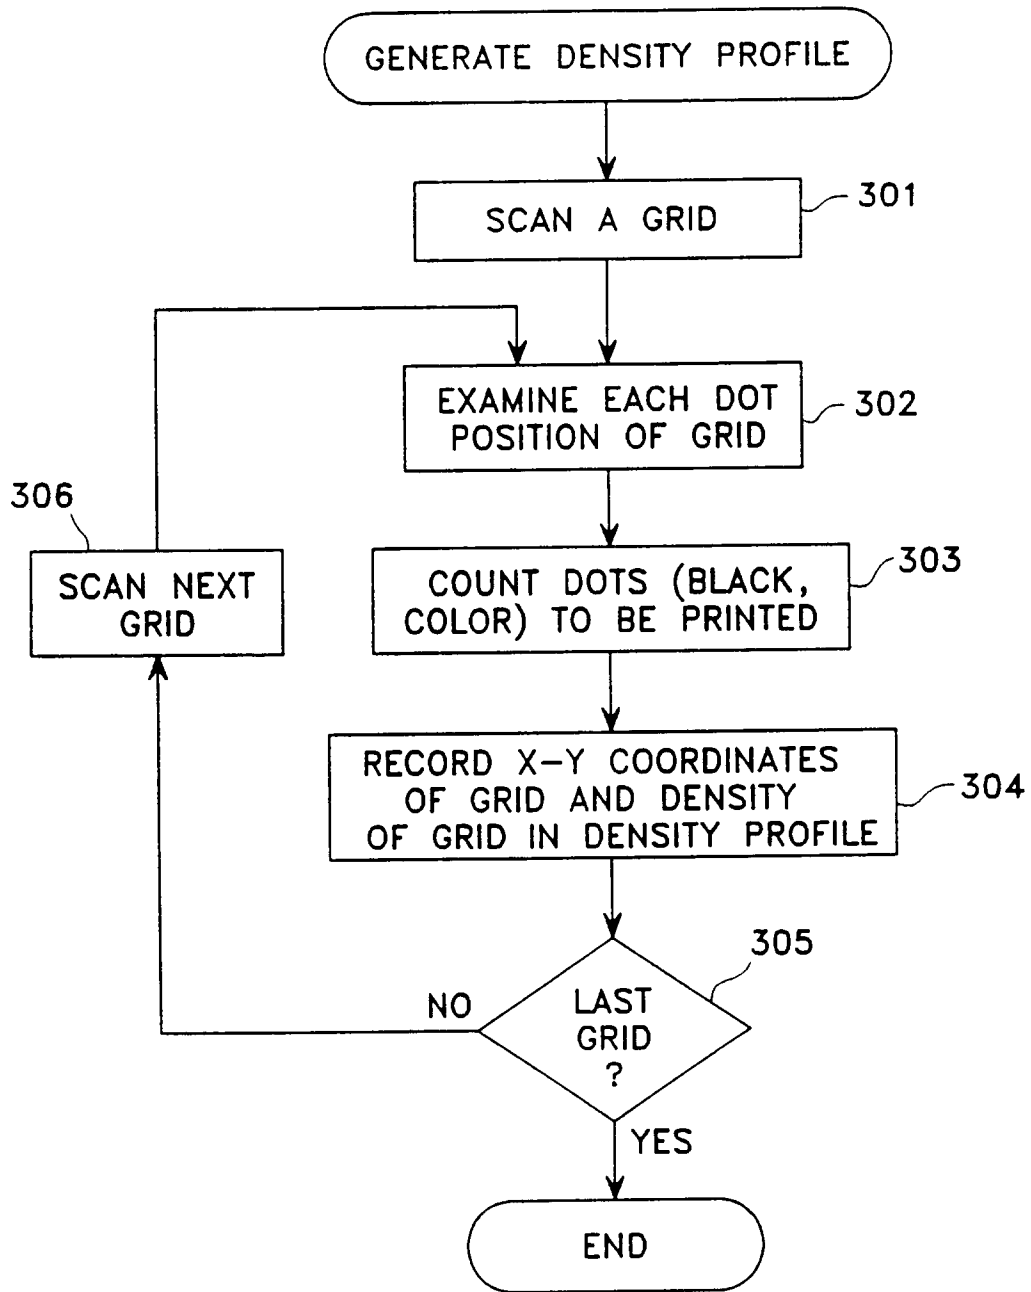 GENERATE DENSITY PROFILE
SCAN A GRID
301
EXAMINE EACH DOT
POSITION OF GRID
302
306
SCAN NEXT
GRID
COUNT DOTS (BLACK,
COLOR) TO BE PRINTED
303
RECORD X-Y COORDINATES
OF GRID AND DENSITY
OF GRID IN DENSITY PROFILE
304
305
NO
LAST
GRID
?
YES
END